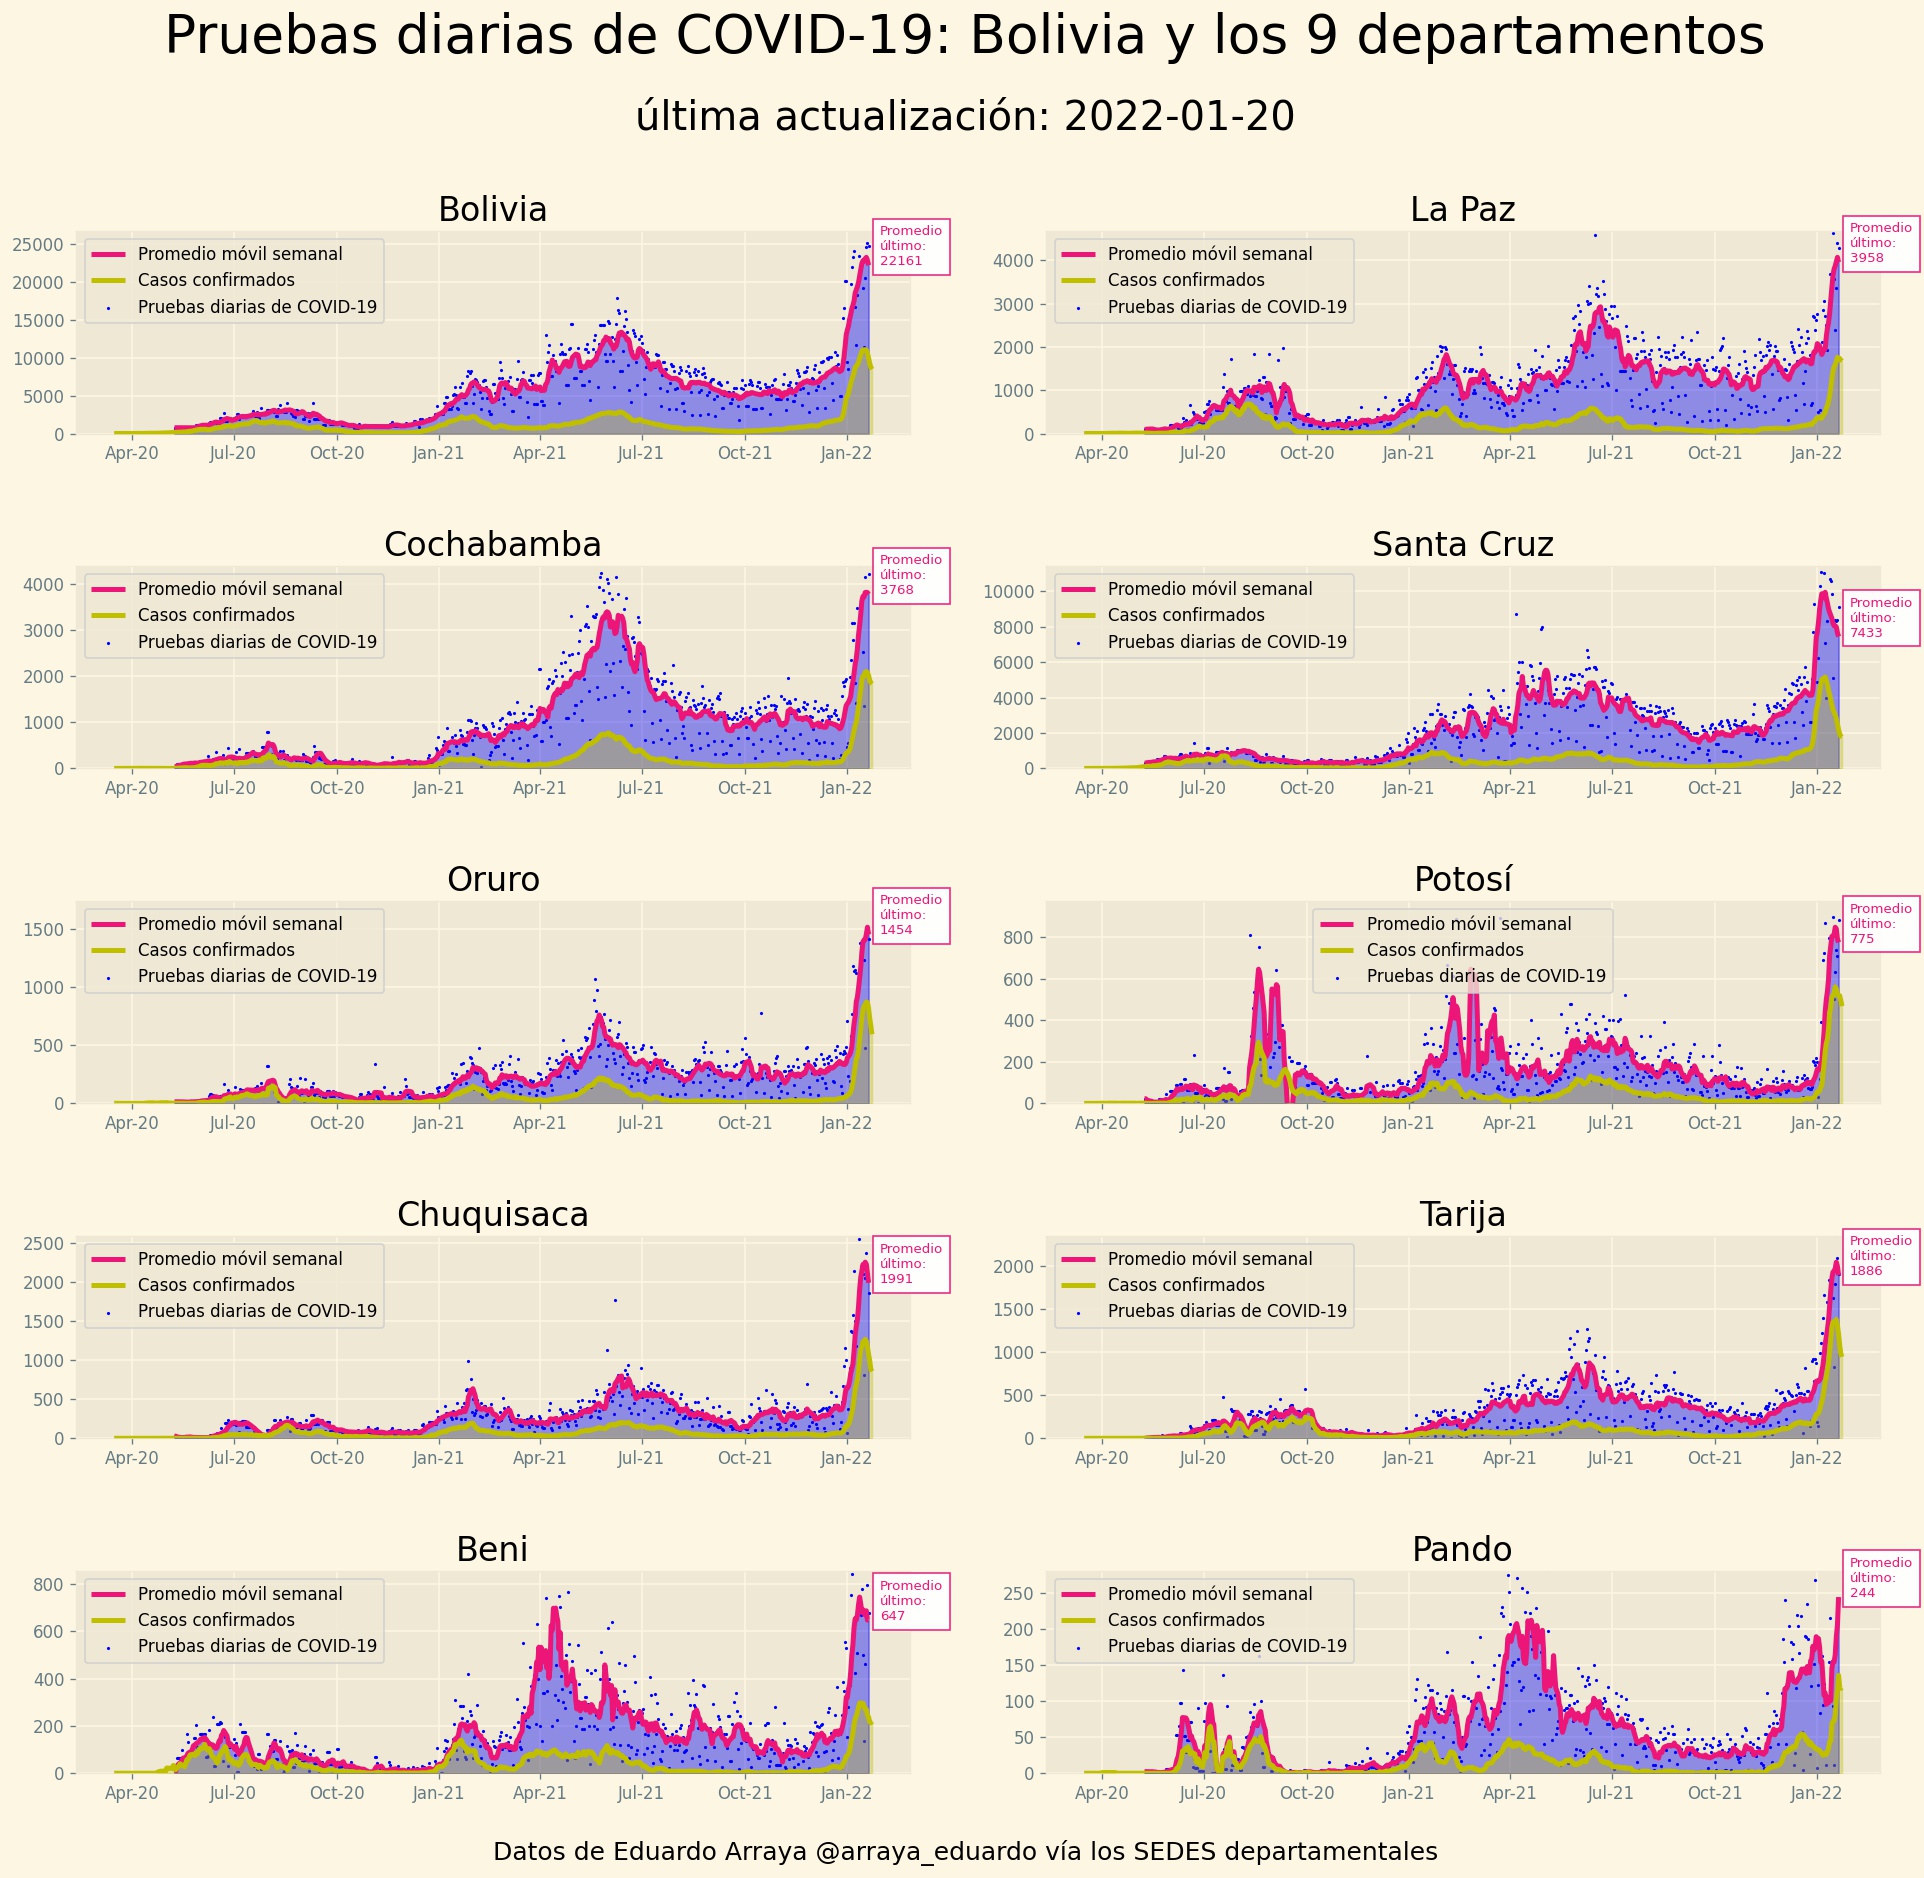 Pruebas diarias de COVID-19: Bolivia y los 9 departamentos
última actualización: 2022-01-20
Bolivia
Promedio móvil semanal
Casos confirmados
Pruebas diarias de COVID-19
Promedio
último:
22161
25000
20000
15000
10000
5000
0
Apr-20 Jul-20 Oct-20 Jan-21 Apr-21 Jul-21 Oct-21 Jan-22
La Paz
Promedio móvil semanal
Casos confirmados
Pruebas diarias de COVID-19
Promedio
último:
3958
4000
3000
2000
1000
0
Apr-20 Jul-20 Oct-20 Jan-21 Apr-21 Jul-21 Oct-21 Jan-22
Cochabamba
Promedio móvil semanal
Casos confirmados
Pruebas diarias de COVID-19
Promedio
último:
3768
4000
3000
2000
1000
0
Apr-20 Jul-20 Oct-20 Jan-21 Apr-21 Jul-21 Oct-21 Jan-22
Santa Cruz
Promedio móvil semanal
Casos confirmados
Pruebas diarias de COVID-19
Promedio
último:
7433
10000
8000
6000
4000
2000
0
Apr-20 Jul-20 Oct-20 Jan-21 Apr-21 Jul-21 Oct-21 Jan-22
Oruro
Promedio móvil semanal
Casos confirmados
Pruebas diarias de COVID-19
Promedio
último:
1454
1500
1000
500
0
Apr-20 Jul-20 Oct-20 Jan-21 Apr-21 Jul-21 Oct-21 Jan-22
Potosí
Promedio móvil semanal
Casos confirmados
Pruebas diarias de COVID-19
Promedio
último:
775
800
600
400
200
0
Apr-20 Jul-20 Oct-20 Jan-21 Apr-21 Jul-21 Oct-21 Jan-22
Chuquisaca
Promedio móvil semanal
Casos confirmados
Pruebas diarias de COVID-19
Promedio
último:
1991
2500
2000
1500
1000
500
0
Apr-20 Jul-20 Oct-20 Jan-21 Apr-21 Jul-21 Oct-21 Jan-22
Tarija
Promedio móvil semanal
Casos confirmados
Pruebas diarias de COVID-19
Promedio
último:
1886
2000
1500
1000
500
0
Apr-20 Jul-20 Oct-20 Jan-21 Apr-21 Jul-21 Oct-21 Jan-22
Beni
Promedio móvil semanal
Casos confirmados
Pruebas diarias de COVID-19
Promedio
último:
647
800
600
400
200
0
Apr-20 Jul-20 Oct-20 Jan-21 Apr-21 Jul-21 Oct-21 Jan-22
Pando
Promedio móvil semanal
Casos confirmados
Pruebas diarias de COVID-19
Promedio
último:
244
250
200
150
100
50
0
Apr-20 Jul-20 Oct-20 Jan-21 Apr-21 Jul-21 Oct-21 Jan-22
Datos de Eduardo Arraya @arraya_eduardo vía los SEDES departamentales